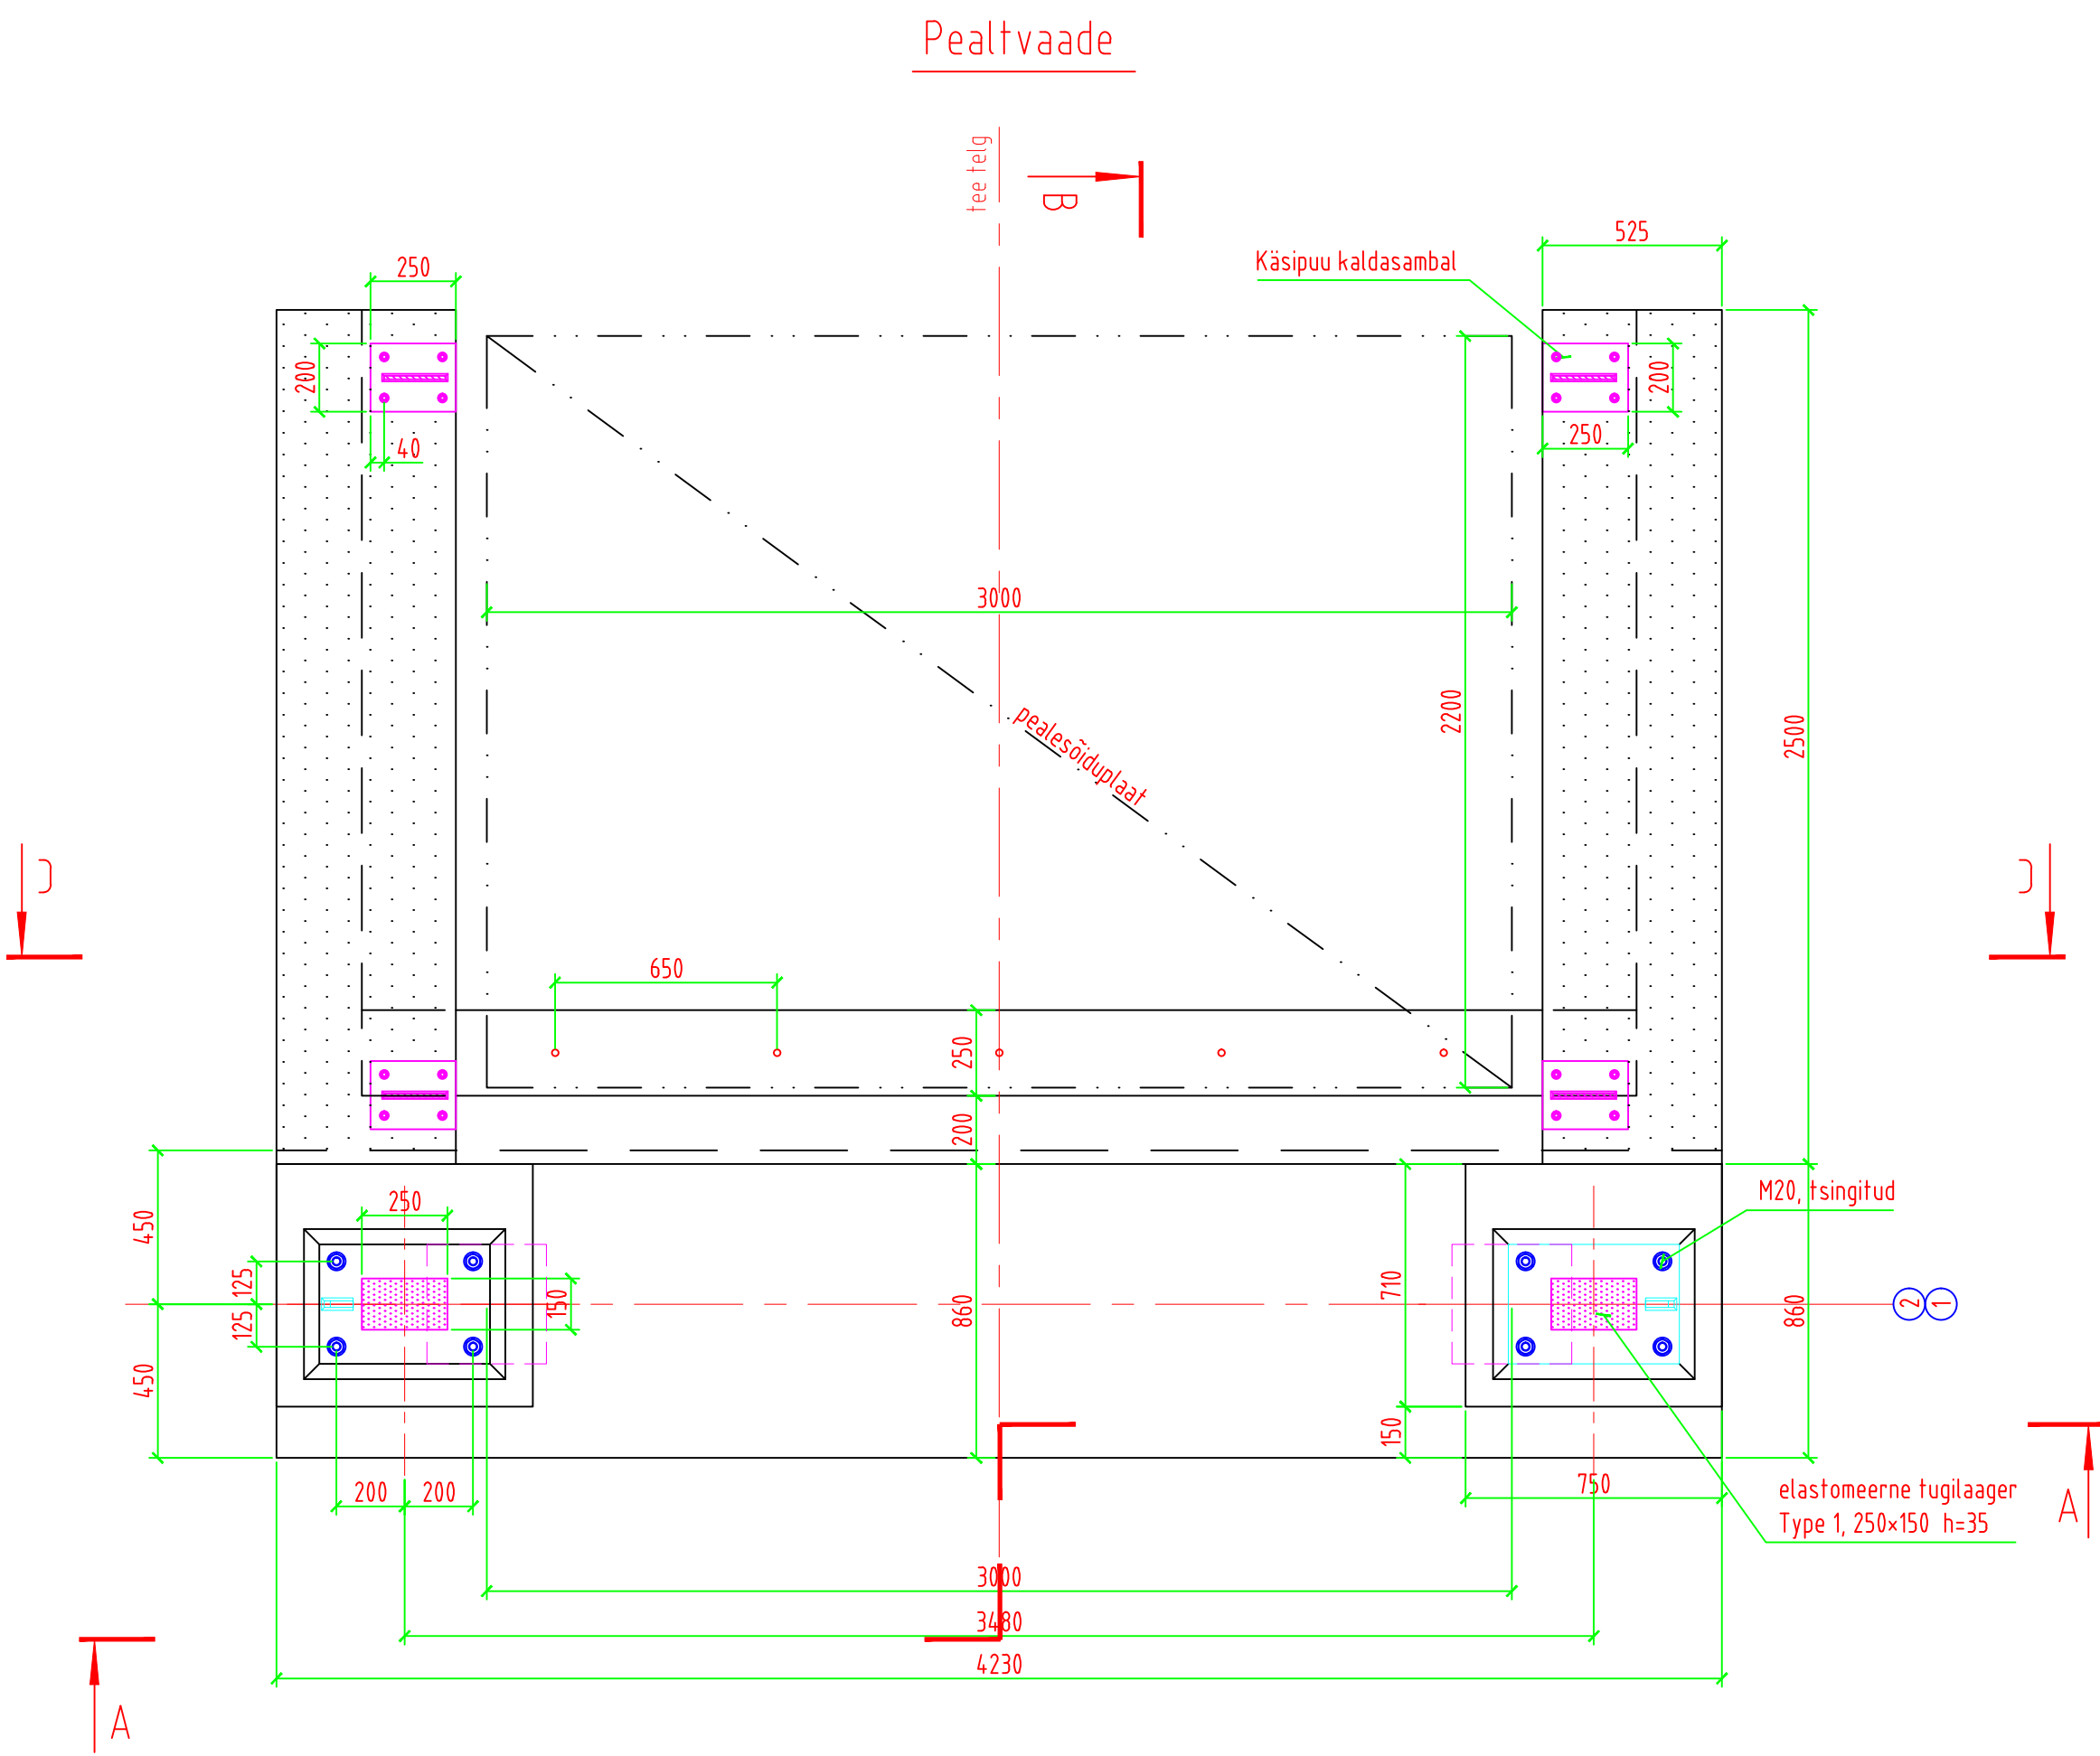 Pealtvaade
tee telg
B
525
Käsipuu kaldasambal
250
200
200
40
250
3000
2200
2500
pealesõiduplaat
C
C
650
250
200
M20, tsingitud
250
450
125
125
450
150
860
710
150
860
2
1
200
200
750
elastomeerne tugilaager
Type 1, 250×150 h=35
A
3000
3480
4230
A